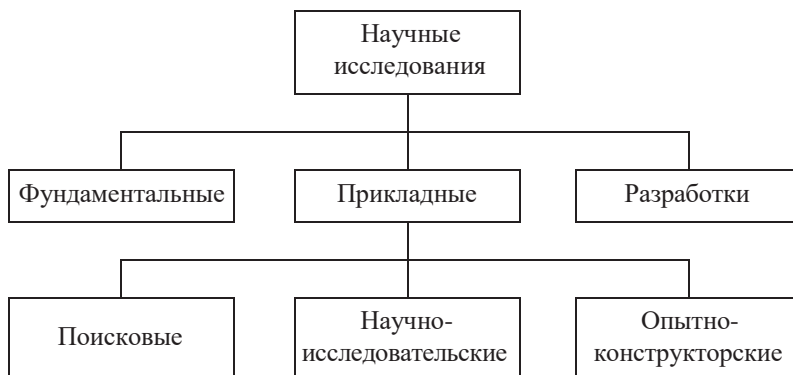 Научные
исследования
Фундаментальные
Прикладные
Разработки
Поисковые
Научно-
исследовательские
Опытно-
конструкторские